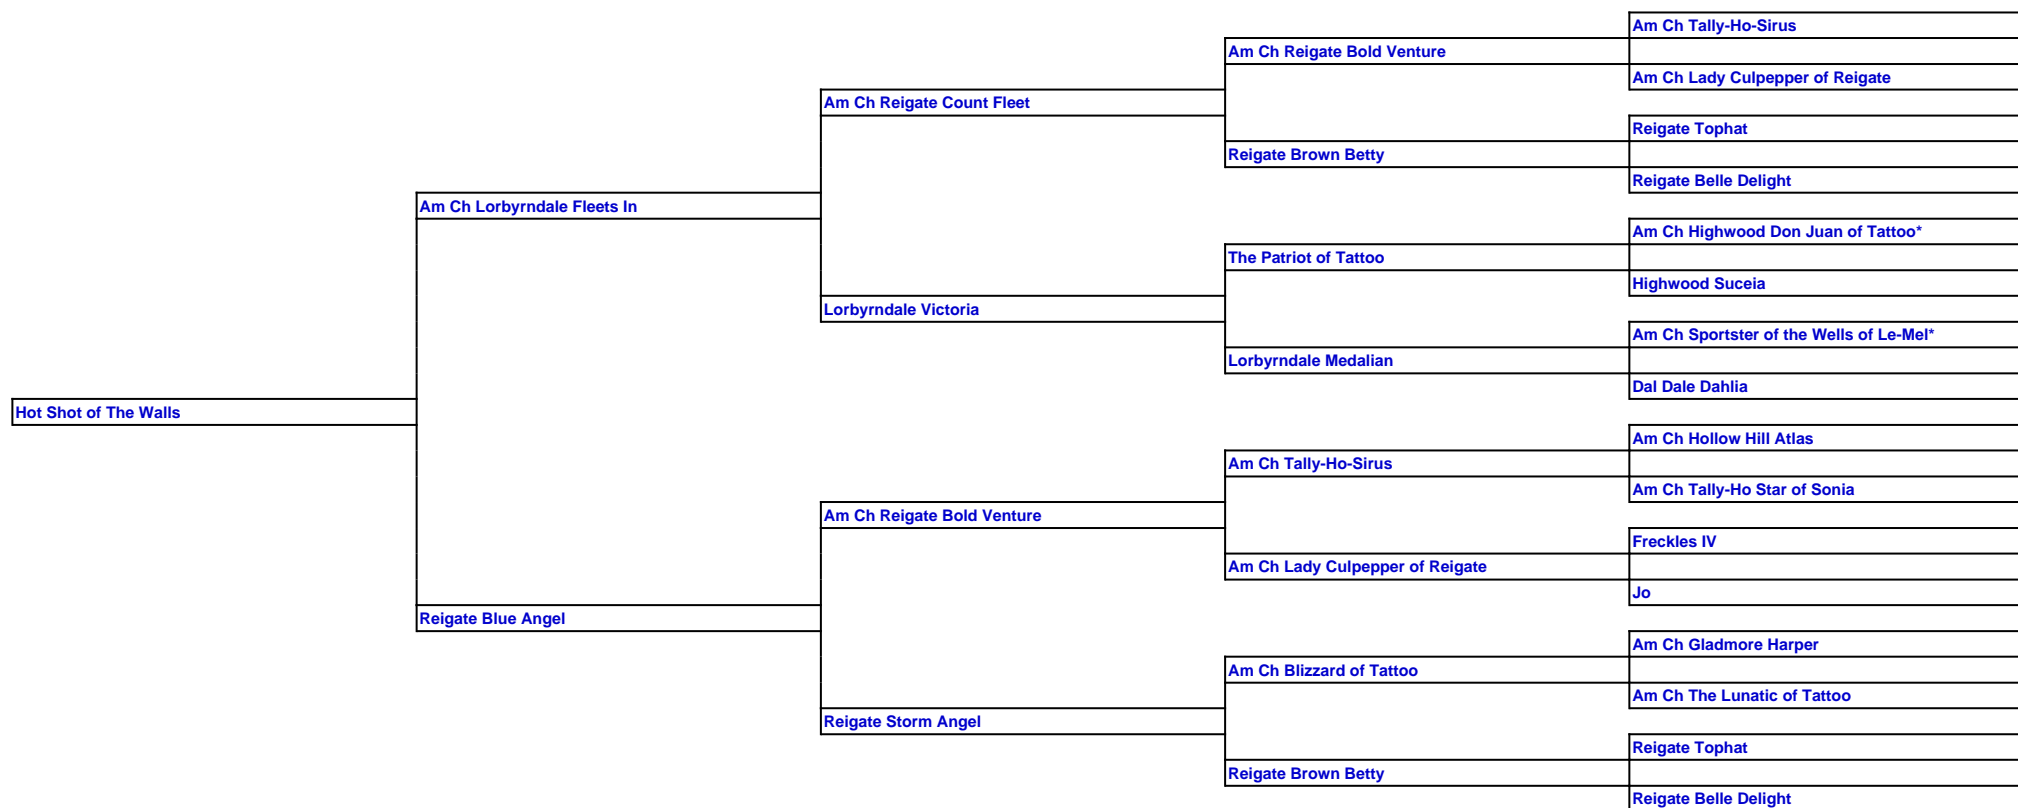 Am Ch Tally-Ho-Sirus
Am Ch Reigate Bold Venture
Am Ch Lady Culpepper of Reigate
Am Ch Reigate Count Fleet
Reigate Tophat
Reigate Brown Betty
Reigate Belle Delight
Am Ch Lorbyrndale Fleets In
Am Ch Highwood Don Juan of Tattoo*
The Patriot of Tattoo
Highwood Suceia
Lorbyrndale Victoria
Am Ch Sportster of the Wells of Le-Mel*
Lorbyrndale Medalian
Dal Dale Dahlia
Hot Shot of The Walls
Am Ch Hollow Hill Atlas
Am Ch Tally-Ho-Sirus
Am Ch Tally-Ho Star of Sonia
Am Ch Reigate Bold Venture
Freckles IV
Am Ch Lady Culpepper of Reigate
Jo
Reigate Blue Angel
Am Ch Gladmore Harper
Am Ch Blizzard of Tattoo
Am Ch The Lunatic of Tattoo
Reigate Storm Angel
Reigate Tophat
Reigate Brown Betty
Reigate Belle Delight